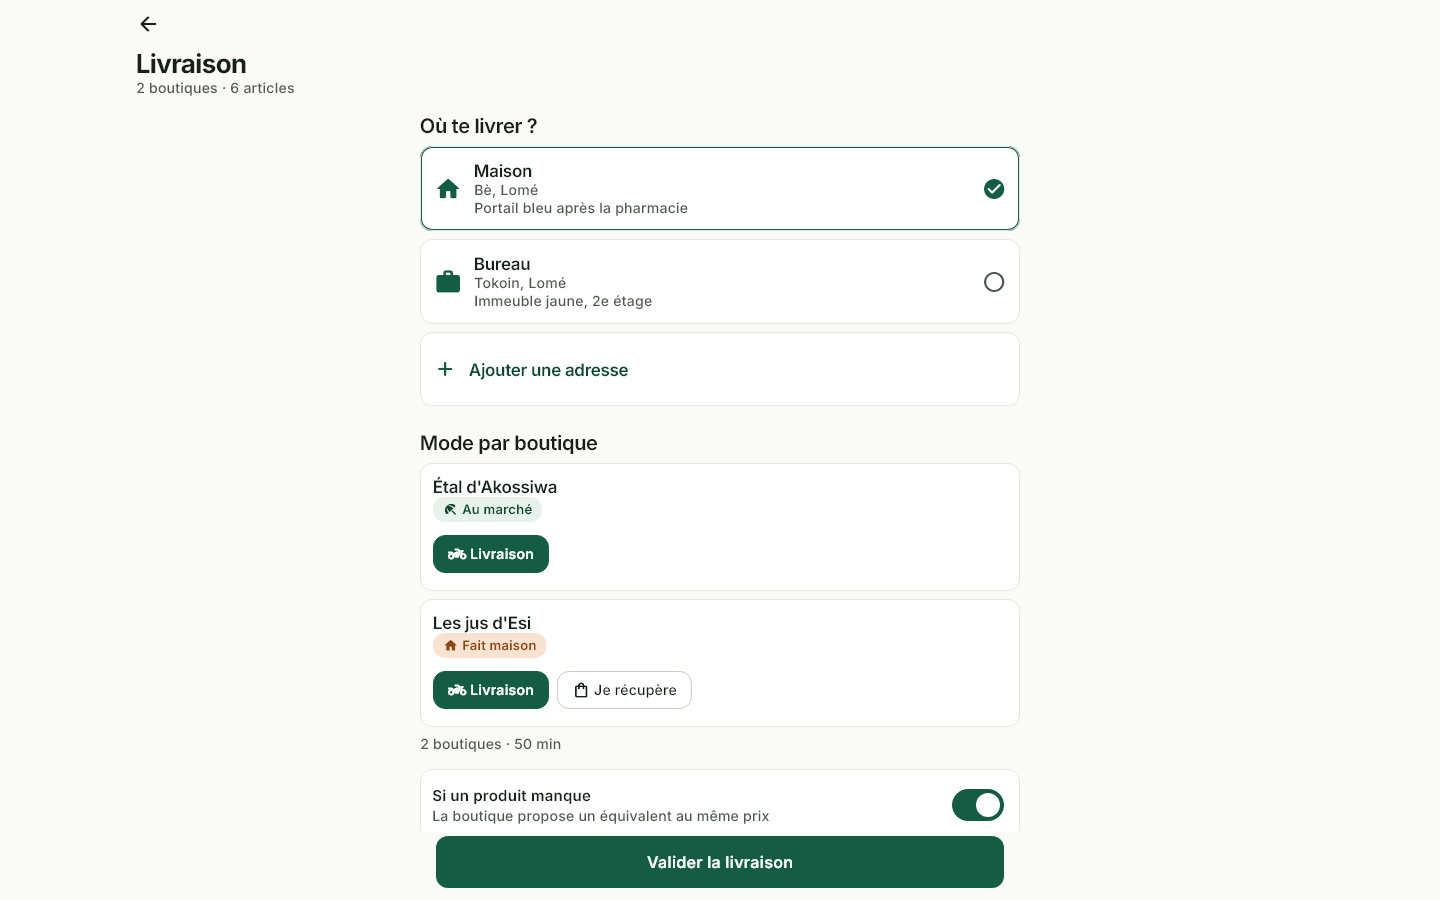 Livraison
2 boutiques · 6 articles
Où te livrer ?
Maison
Bè, Lomé
Portail bleu après la pharmacie
Bureau
Tokoin, Lomé
Immeuble jaune, 2e étage
Ajouter une adresse
Mode par boutique
Étal d'Akossiwa
Au marché
Livraison
Les jus d'Esi
Fait maison
Livraison
Je récupère
2 boutiques · 50 min
Si un produit manque
La boutique propose un équivalent au même prix
Valider la livraison